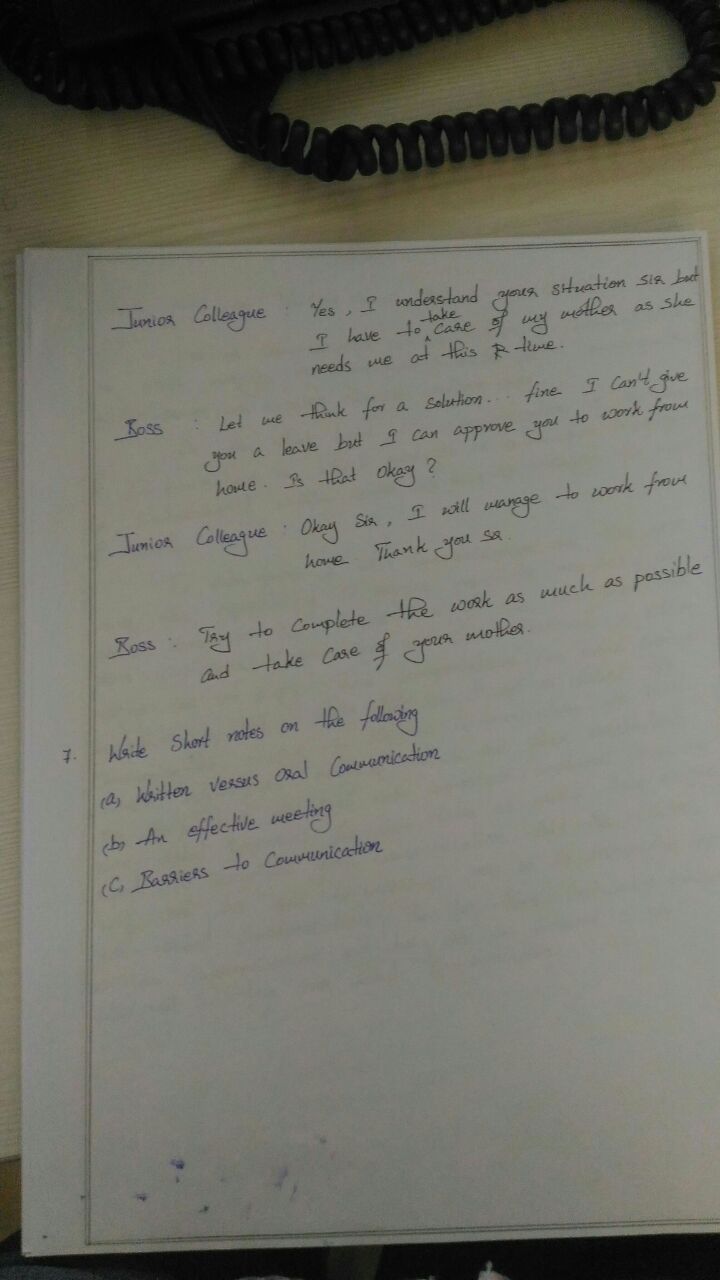 Junior Colleague : Yes, I understand your situation sir but
I have to take care of my mother as she
needs me at this time.
Boss : Let me think for a solution... fine I can't give
you a leave but I can approve you to work from
home. Is that okay?
Junior Colleague : Okay Sir, I will manage to work from
home. Thank you sir.
Boss : Try to complete the work as much as possible
and take care of your mother.
7. Write Short notes on the following
(a) Written versus Oral Communication
(b) An effective meeting
(c) Barriers to Communication